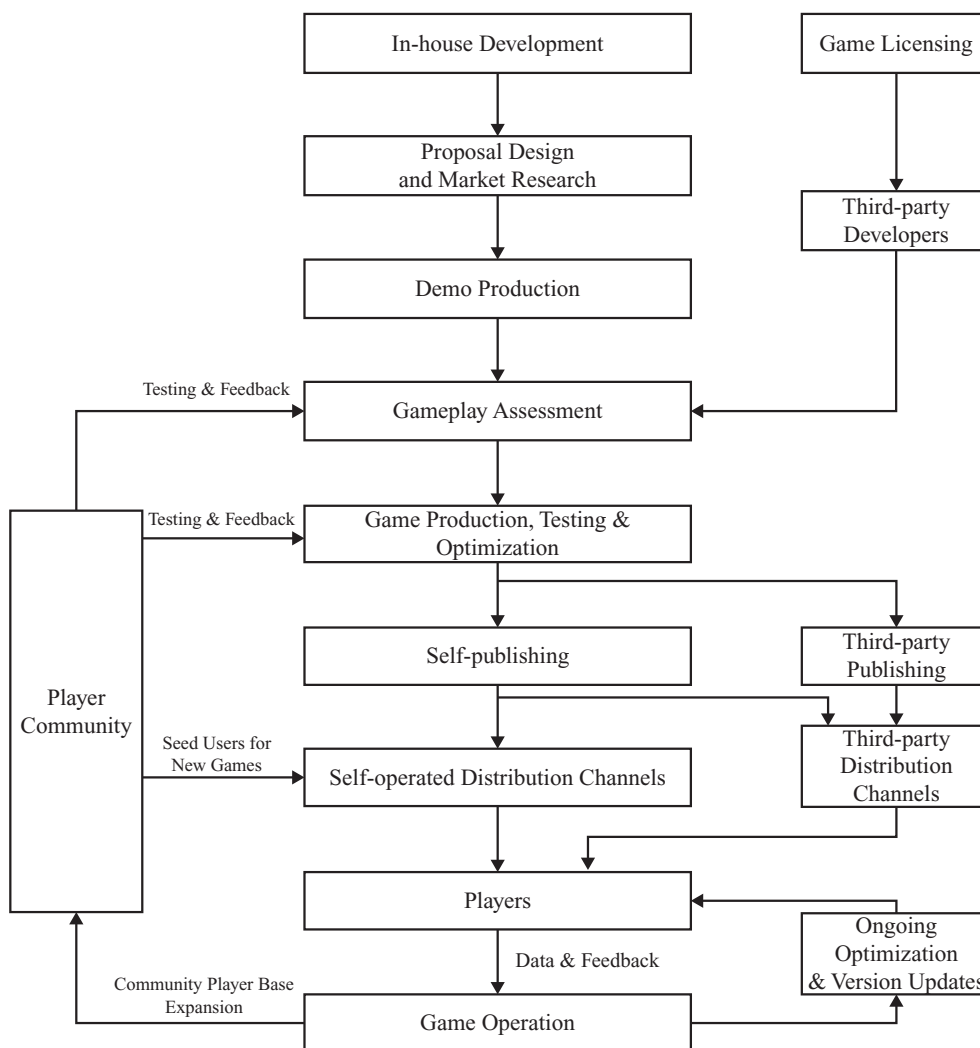 In-house Development
Game Licensing
Proposal Design
and Market Research
Third-party
Developers
Demo Production
Testing & Feedback
Gameplay Assessment
Testing & Feedback
Game Production, Testing &
Optimization
Self-publishing
Third-party
Publishing
Player
Community
Seed Users for
New Games
Self-operated Distribution Channels
Third-party
Distribution
Channels
Players
Data & Feedback
Ongoing
Optimization
& Version Updates
Community Player Base
Expansion
Game Operation